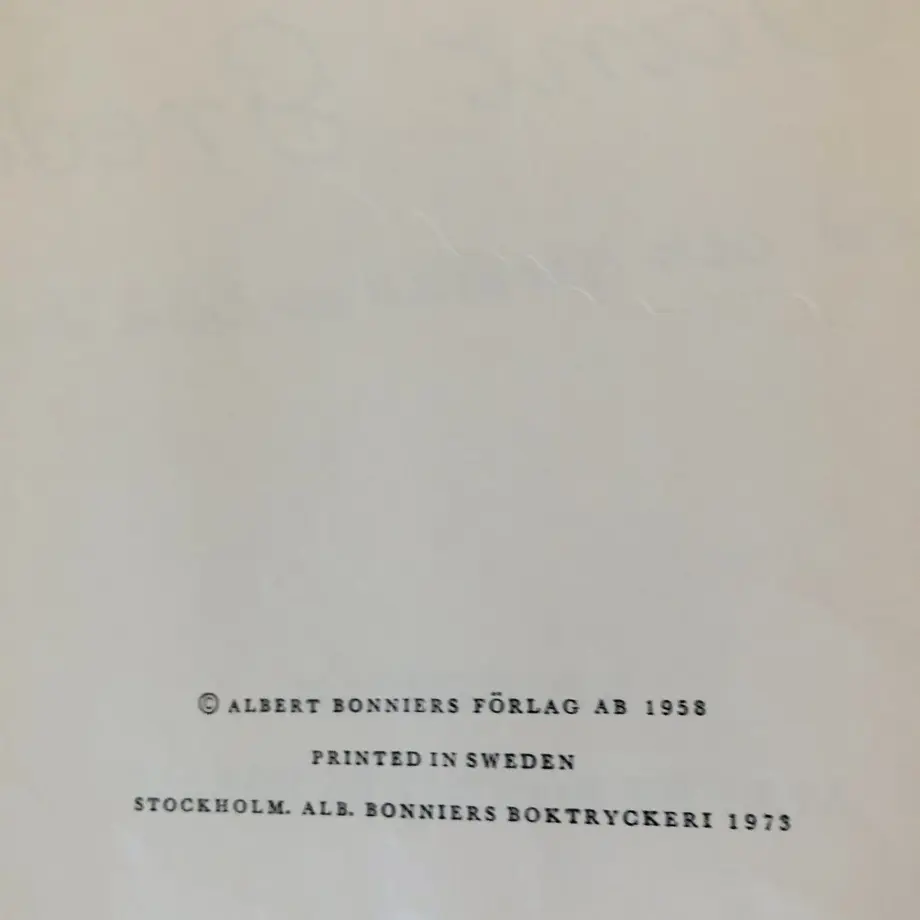 © ALBERT BONNIERS FÖRLAG AB 1958
PRINTED IN SWEDEN
STOCKHOLM. ALB. BONNIERS BOKTRYCKERI 1973